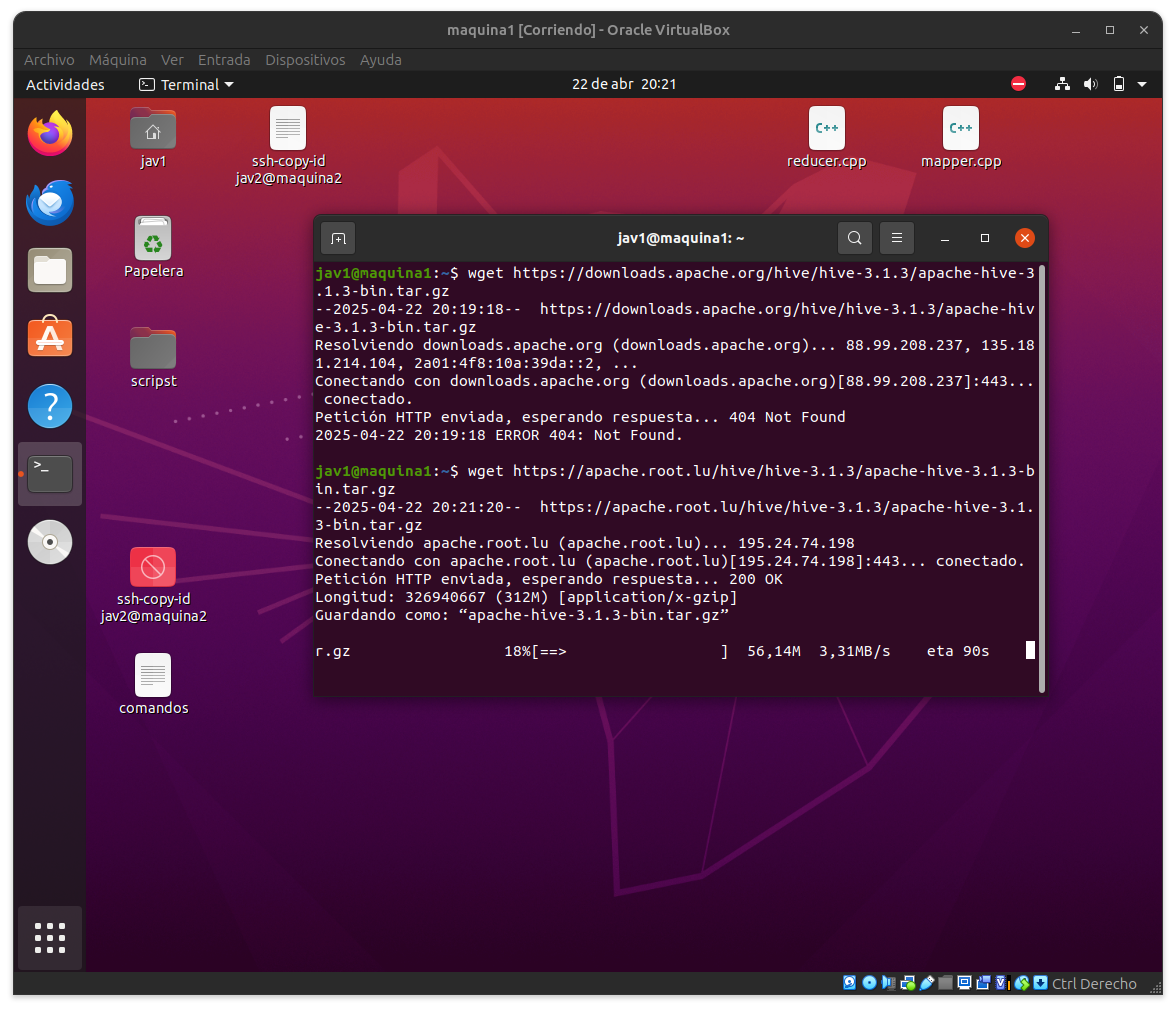 maquina1 [Corriendo] - Oracle VirtualBox
Archivo Máquina Ver Entrada Dispositivos Ayuda
Actividades Terminal 22 de abr 20:21
jav1
ssh-copy-id
jav2@maquina2
C++
reducer.cpp
C++
mapper.cpp
Papelera
scripst
ssh-copy-id
jav2@maquina2
comandos
jav1@maquina1: ~
jav1@maquina1:~$ wget https://downloads.apache.org/hive/hive-3.1.3/apache-hive-3
.1.3-bin.tar.gz
--2025-04-22 20:19:18--  https://downloads.apache.org/hive/hive-3.1.3/apache-hiv
e-3.1.3-bin.tar.gz
Resolviendo downloads.apache.org (downloads.apache.org)... 88.99.208.237, 135.18
1.214.104, 2a01:4f8:10a:39da::2, ...
Conectando con downloads.apache.org (downloads.apache.org)[88.99.208.237]:443...
 conectado.
Petición HTTP enviada, esperando respuesta... 404 Not Found
2025-04-22 20:19:18 ERROR 404: Not Found.
jav1@maquina1:~$ wget https://apache.root.lu/hive/hive-3.1.3/apache-hive-3.1.3-b
in.tar.gz
--2025-04-22 20:21:20--  https://apache.root.lu/hive/hive-3.1.3/apache-hive-3.1.
3-bin.tar.gz
Resolviendo apache.root.lu (apache.root.lu)... 195.24.74.198
Conectando con apache.root.lu (apache.root.lu)[195.24.74.198]:443... conectado.
Petición HTTP enviada, esperando respuesta... 200 OK
Longitud: 326940667 (312M) [application/x-gzip]
Guardando como: “apache-hive-3.1.3-bin.tar.gz”
r.gz                 18%[==>                 ]  56,14M  3,31MB/s    eta 90s
Ctrl Derecho